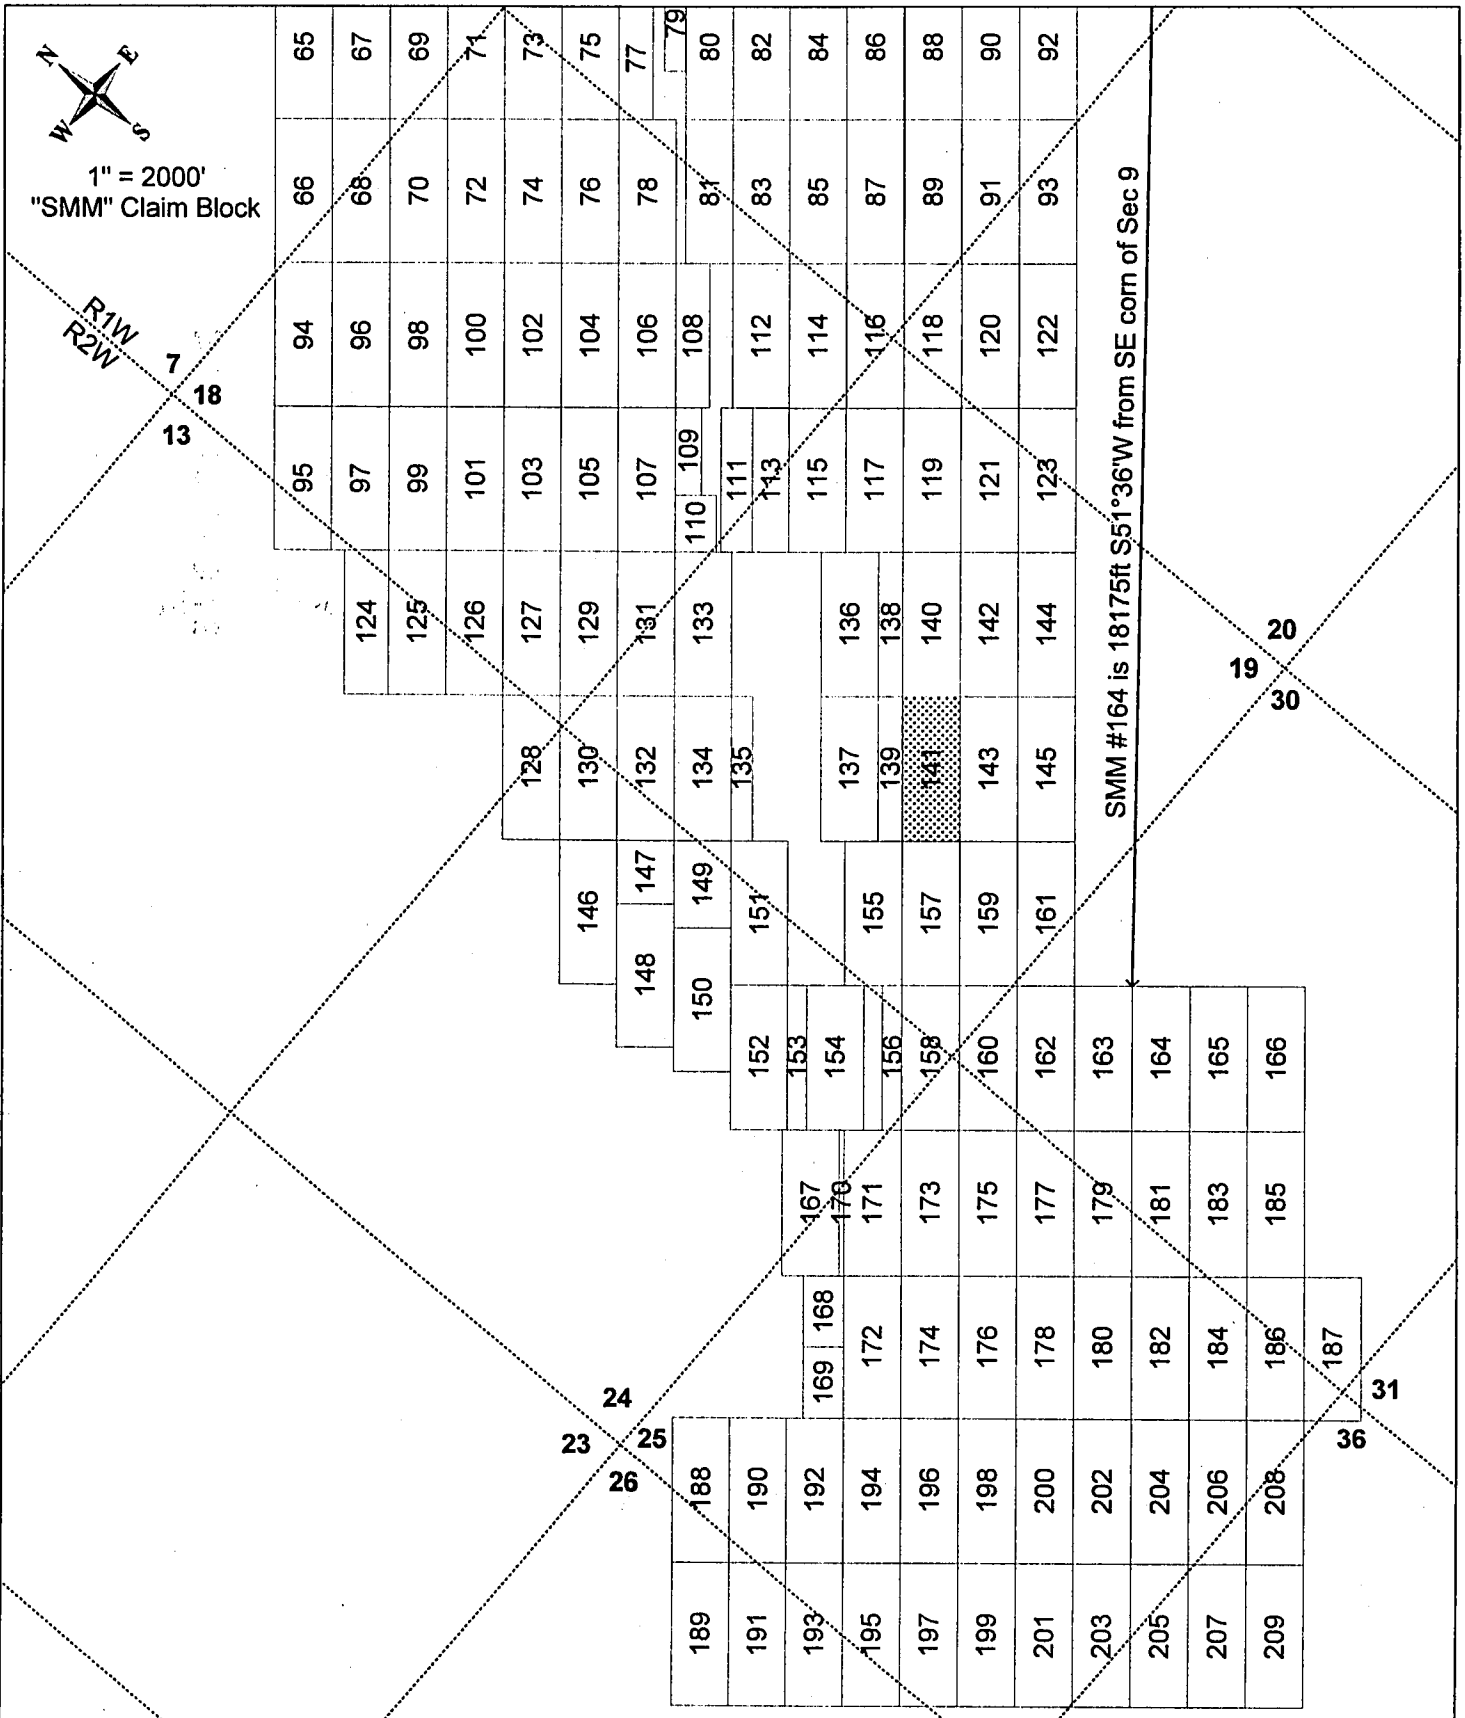 N
E
W
S
1" = 2000'
"SMM" Claim Block
65 67 69 71 73 75 77 79 80 82 84 86 88 90 92
66 68 70 72 74 76 78 81 83 85 87 89 91 93
94 96 98 100 102 104 106 108 112 114 116 118 120 122
R1W
R2W
7
18
13
95 97 99 101 103 105 107 109 110 111 113 115 117 119 121 123
124 125 126 127 129 131 133 136 138 140 142 144
20
19
30
128 130 132 134 135 137 139 141 143 145
SMM #164 is 18175ft S51°36'W from SE corn of Sec 9
146 147 149 151 155 157 159 161
148 150
152 153 154 156 158 160 162 163 164 165 166
167 170 171 173 175 177 179 181 183 185
168 172 174 176 178 180 182 184 186 187
169
31
36
24
23
25
26
188 190 192 194 196 198 200 202 204 206 208
189 191 193 195 197 199 201 203 205 207 209